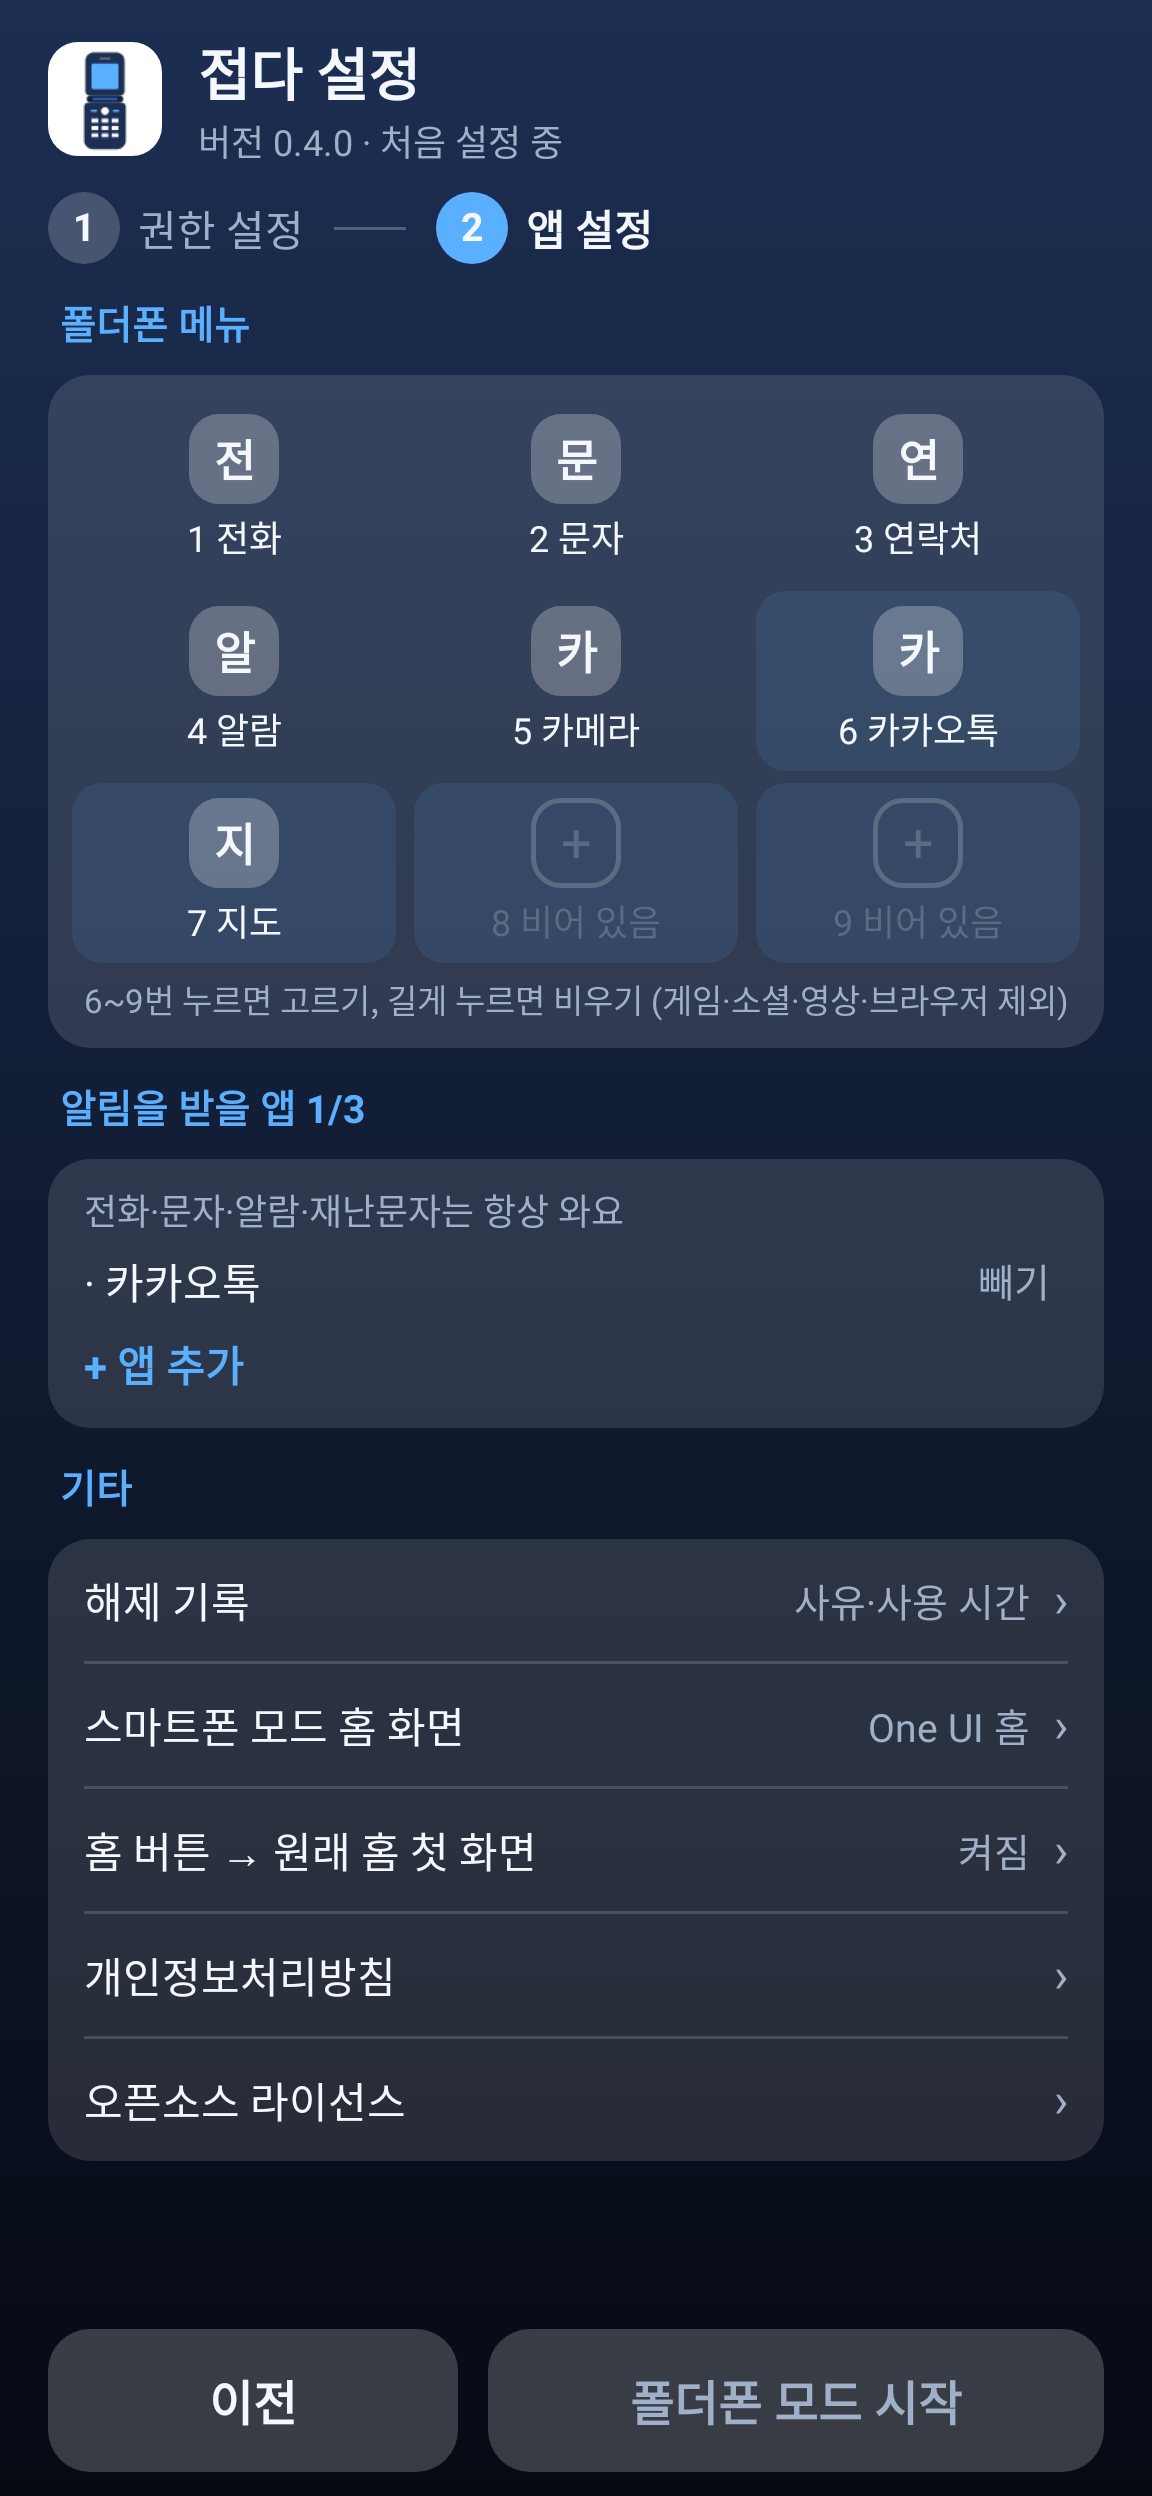 접다 설정
버전 0.4.0 · 처음 설정 중
1 권한 설정 2 앱 설정
폴더폰 메뉴
전 문 연
1 전화 2 문자 3 연락처
알 카 카
4 알람 5 카메라 6 카카오톡
지 + +
7 지도 8 비어 있음 9 비어 있음
6~9번 누르면 고르기, 길게 누르면 비우기 (게임·소셜·영상·브라우저 제외)
알림을 받을 앱 1/3
전화·문자·알람·재난문자는 항상 와요
· 카카오톡 빼기
+ 앱 추가
기타
해제 기록 사유·사용 시간 ›
스마트폰 모드 홈 화면 One UI 홈 ›
홈 버튼 → 원래 홈 첫 화면 켜짐 ›
개인정보처리방침 ›
오픈소스 라이선스 ›
이전 폴더폰 모드 시작